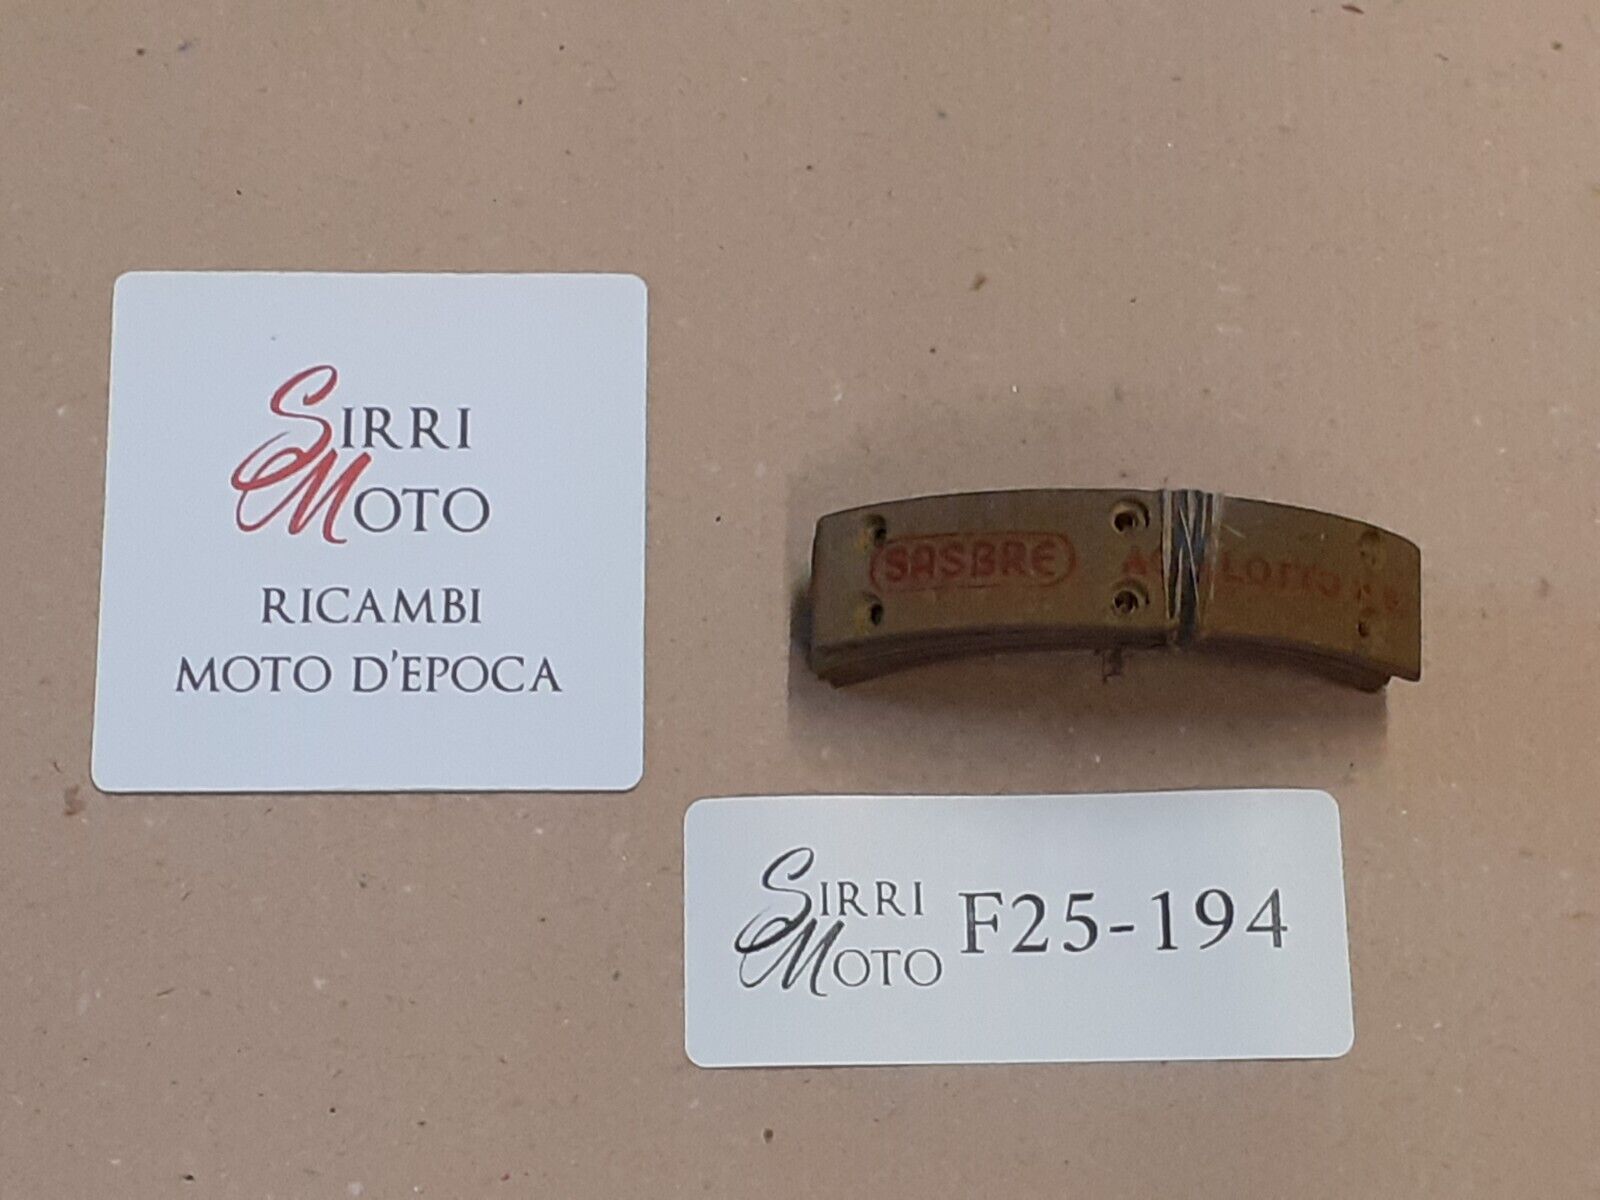 SIRRI
MOTO
RICAMBI
MOTO D'EPOCA
SASBRE
SIRRI
MOTO
F25-194